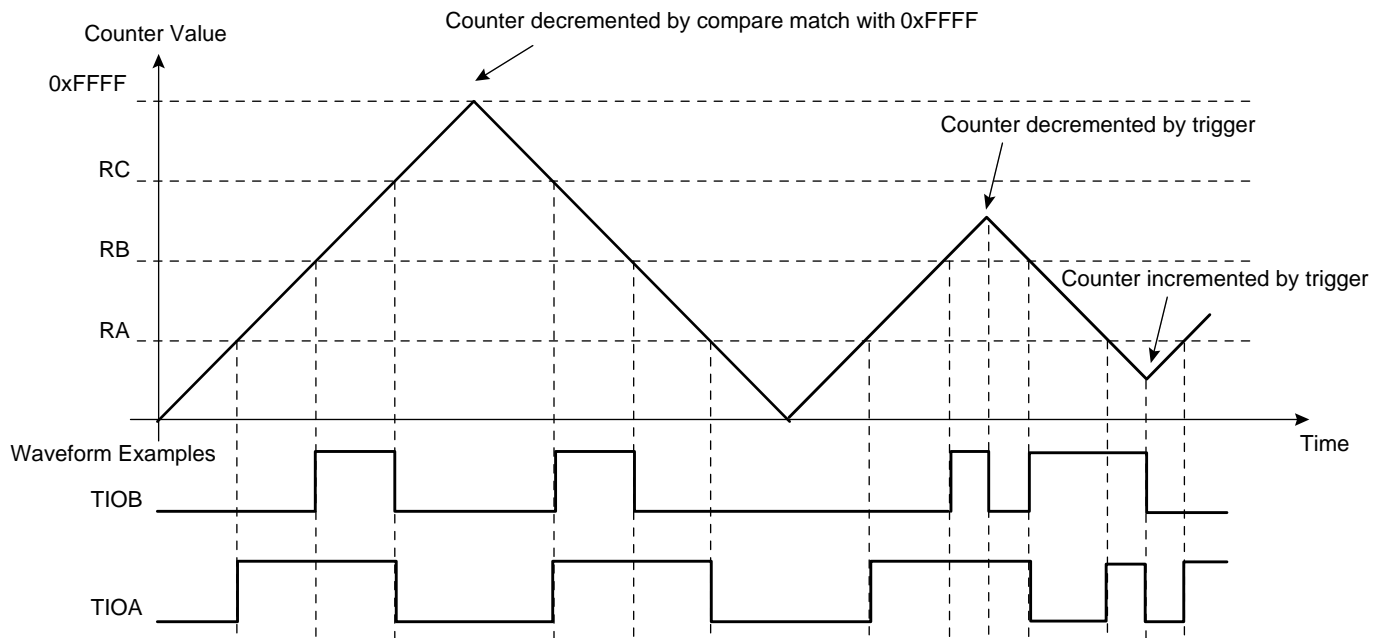 Counter decremented by compare match with 0xFFFF
Counter Value
0xFFFF
Counter decremented by trigger
RC
RB
Counter incremented by trigger
RA
Time
Waveform Examples
TIOB
TIOA